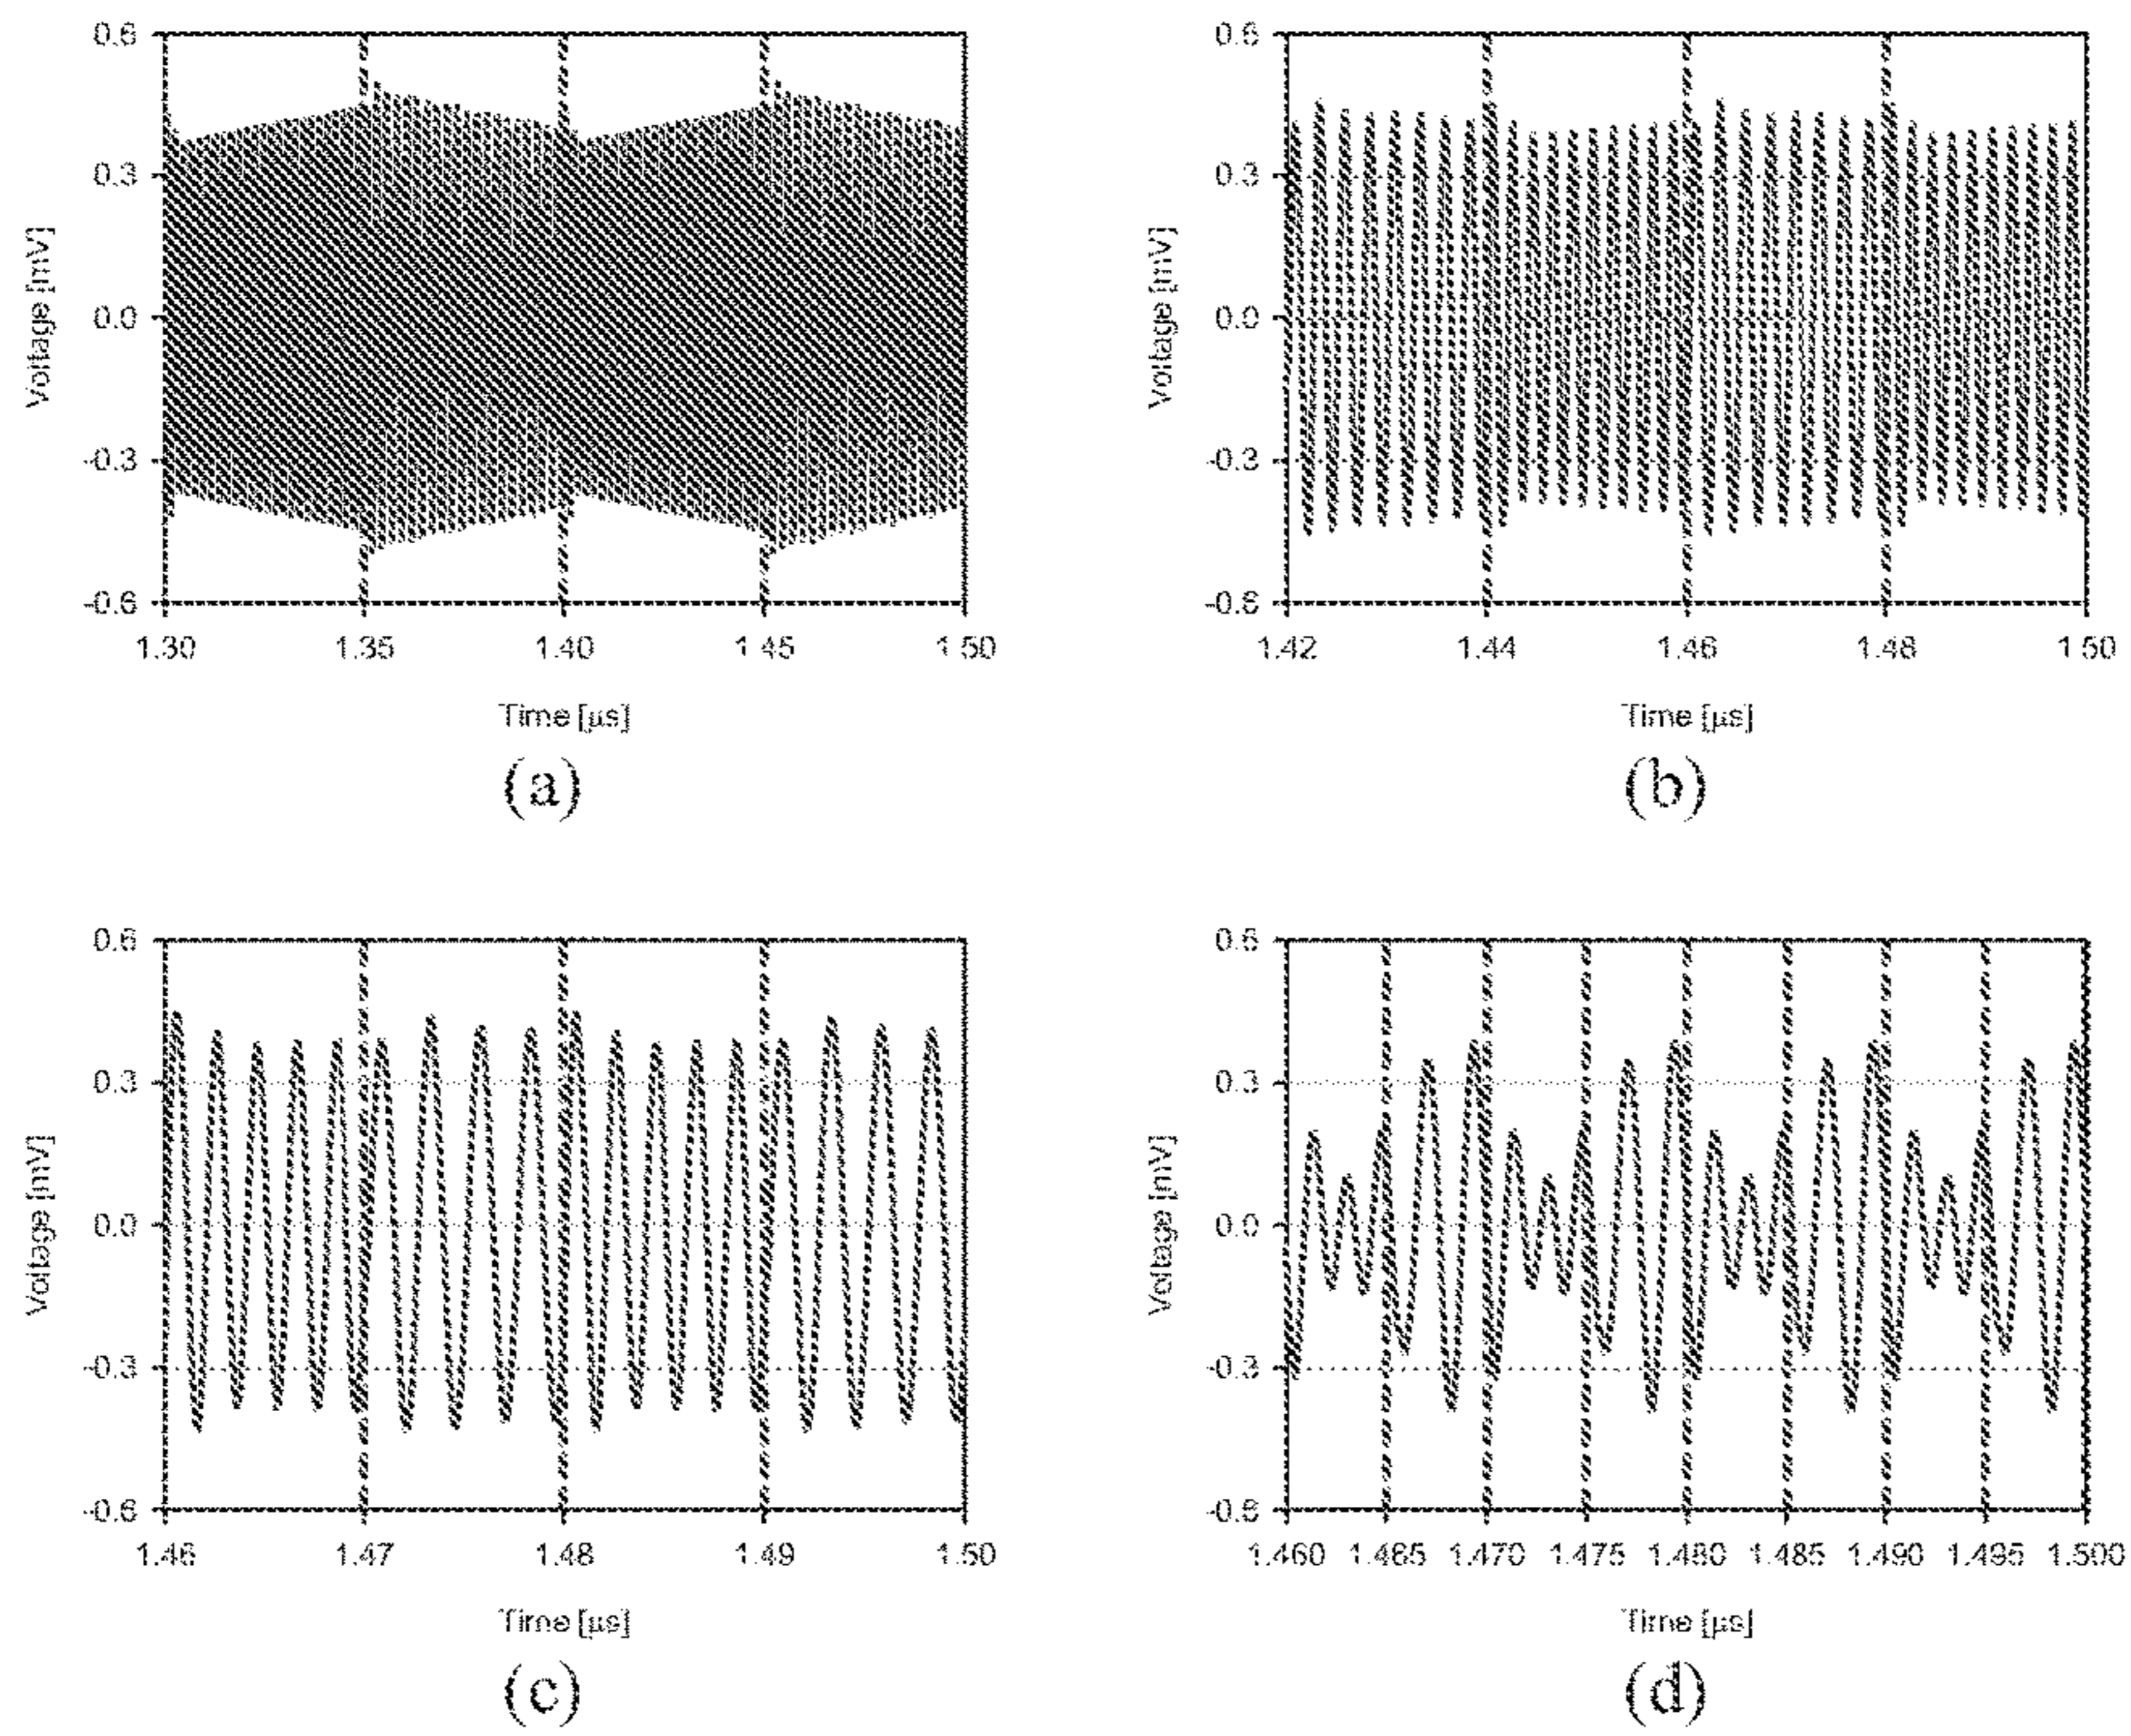 0.6
0.3
0.0
-0.3
-0.6
Voltage [mV]
1.30 1.35 1.40 1.45 1.50
Time [µs]
(a)
0.6
0.3
0.0
-0.3
-0.6
Voltage [mV]
1.42 1.44 1.46 1.48 1.50
Time [µs]
(b)
0.6
0.3
0.0
-0.3
-0.6
Voltage [mV]
1.46 1.47 1.48 1.49 1.50
Time [µs]
(c)
0.6
0.3
0.0
-0.3
-0.6
Voltage [mV]
1.460 1.465 1.470 1.475 1.480 1.485 1.490 1.495 1.500
Time [µs]
(d)